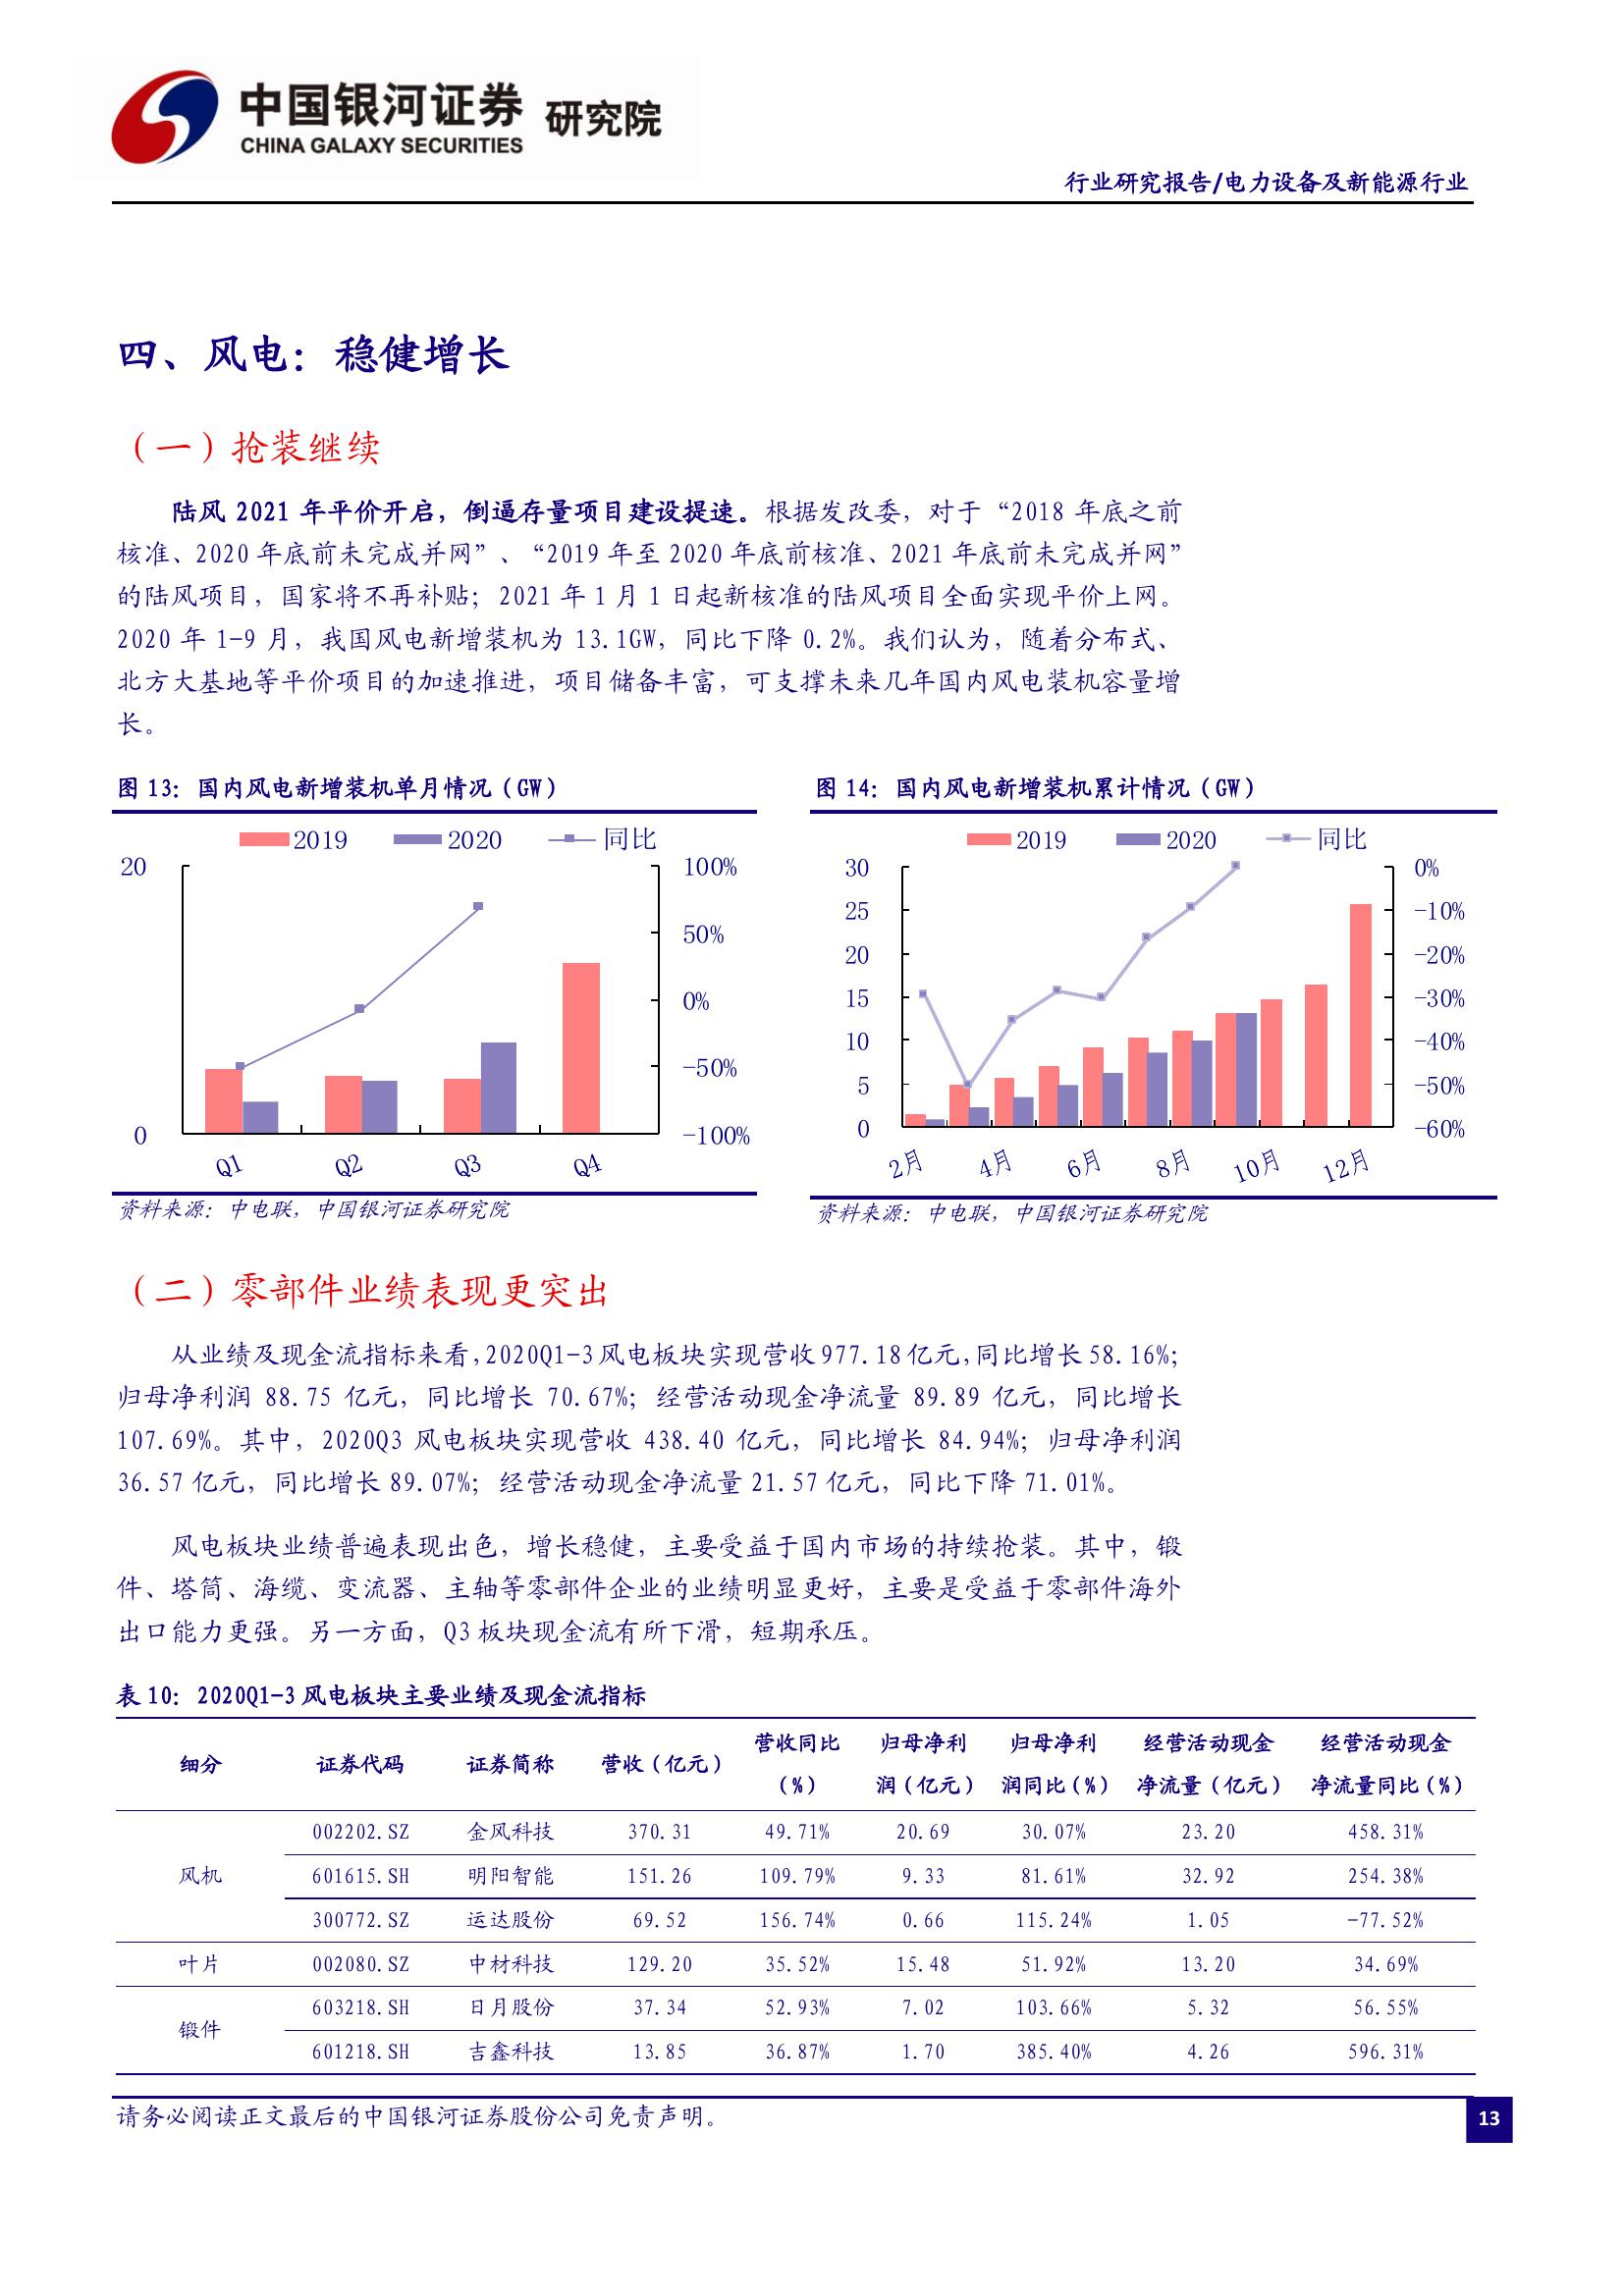 中国银河证券 研究院
CHINA GALAXY SECURITIES
行业研究报告/电力设备及新能源行业
四、风电：稳健增长
（一）抢装继续
陆风 2021 年平价开启，倒逼存量项目建设提速。根据发改委，对于“2018 年底之前
核准、2020 年底前未完成并网”、“2019 年至 2020 年底前核准、2021 年底前未完成并网”
的陆风项目，国家将不再补贴；2021 年 1 月 1 日起新核准的陆风项目全面实现平价上网。
2020 年 1-9 月，我国风电新增装机为 13.1GW，同比下降 0.2%。我们认为，随着分布式、
北方大基地等平价项目的加速推进，项目储备丰富，可支撑未来几年国内风电装机容量增
长。
图 13：国内风电新增装机单月情况（GW）
2019 2020 同比
20
0
100%
50%
0%
-50%
-100%
Q1 Q2 Q3 Q4
资料来源：中电联，中国银河证券研究院
图 14：国内风电新增装机累计情况（GW）
2019 2020 同比
30
25
20
15
10
5
0
0%
-10%
-20%
-30%
-40%
-50%
-60%
2月 4月 6月 8月 10月 12月
资料来源：中电联，中国银河证券研究院
（二）零部件业绩表现更突出
从业绩及现金流指标来看，2020Q1-3 风电板块实现营收 977.18 亿元，同比增长 58.16%；
归母净利润 88.75 亿元，同比增长 70.67%；经营活动现金净流量 89.89 亿元，同比增长
107.69%。其中，2020Q3 风电板块实现营收 438.40 亿元，同比增长 84.94%；归母净利润
36.57 亿元，同比增长 89.07%；经营活动现金净流量 21.57 亿元，同比下降 71.01%。
风电板块业绩普遍表现出色，增长稳健，主要受益于国内市场的持续抢装。其中，锻
件、塔筒、海缆、变流器、主轴等零部件企业的业绩明显更好，主要是受益于零部件海外
出口能力更强。另一方面，Q3 板块现金流有所下滑，短期承压。
表 10：2020Q1-3 风电板块主要业绩及现金流指标
细分 证券代码 证券简称 营收（亿元） 营收同比（%） 归母净利润（亿元） 归母净利润同比（%） 经营活动现金净流量（亿元） 经营活动现金净流量同比（%）
风机 002202.SZ 金风科技 370.31 49.71% 20.69 30.07% 23.20 458.31%
601615.SH 明阳智能 151.26 109.79% 9.33 81.61% 32.92 254.38%
300772.SZ 运达股份 69.52 156.74% 0.66 115.24% 1.05 -77.52%
叶片 002080.SZ 中材科技 129.20 35.52% 15.48 51.92% 13.20 34.69%
锻件 603218.SH 日月股份 37.34 52.93% 7.02 103.66% 5.32 56.55%
601218.SH 吉鑫科技 13.85 36.87% 1.70 385.40% 4.26 596.31%
请务必阅读正文最后的中国银河证券股份公司免责声明。
13